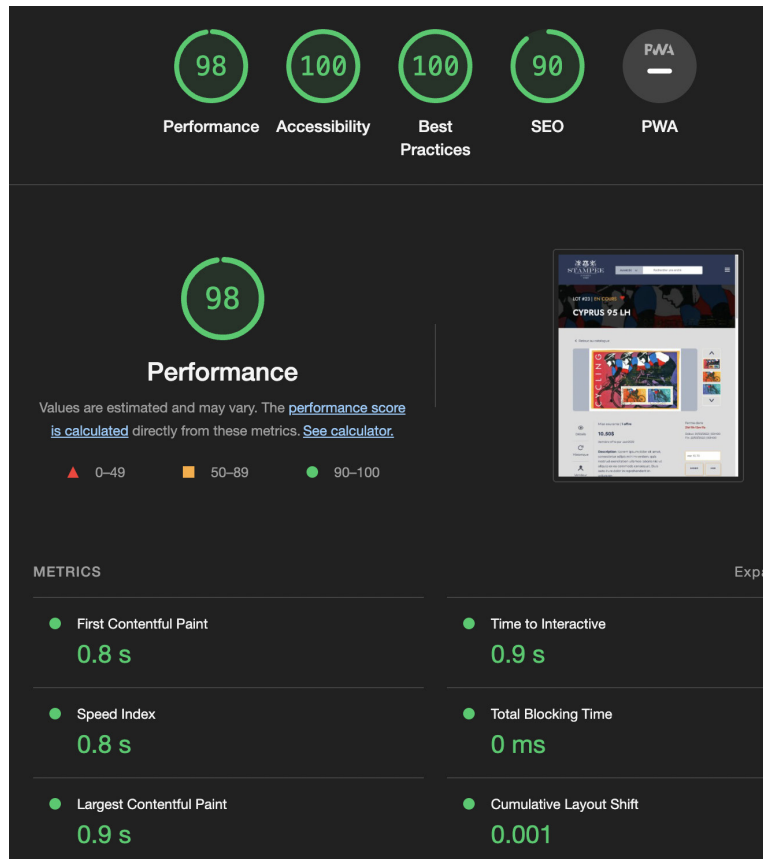 98
100
100
90
PWA
Performance
Accessibility
Best
Practices
SEO
PWA
98
Performance
Values are estimated and may vary. The performance score
is calculated directly from these metrics. See calculator.
0–49
50–89
90–100
STAMPEE
CYPRUS 95 LH
CYCLING
10,50$
METRICS
Expa
First Contentful Paint
0.8 s
Time to Interactive
0.9 s
Speed Index
0.8 s
Total Blocking Time
0 ms
Largest Contentful Paint
0.9 s
Cumulative Layout Shift
0.001